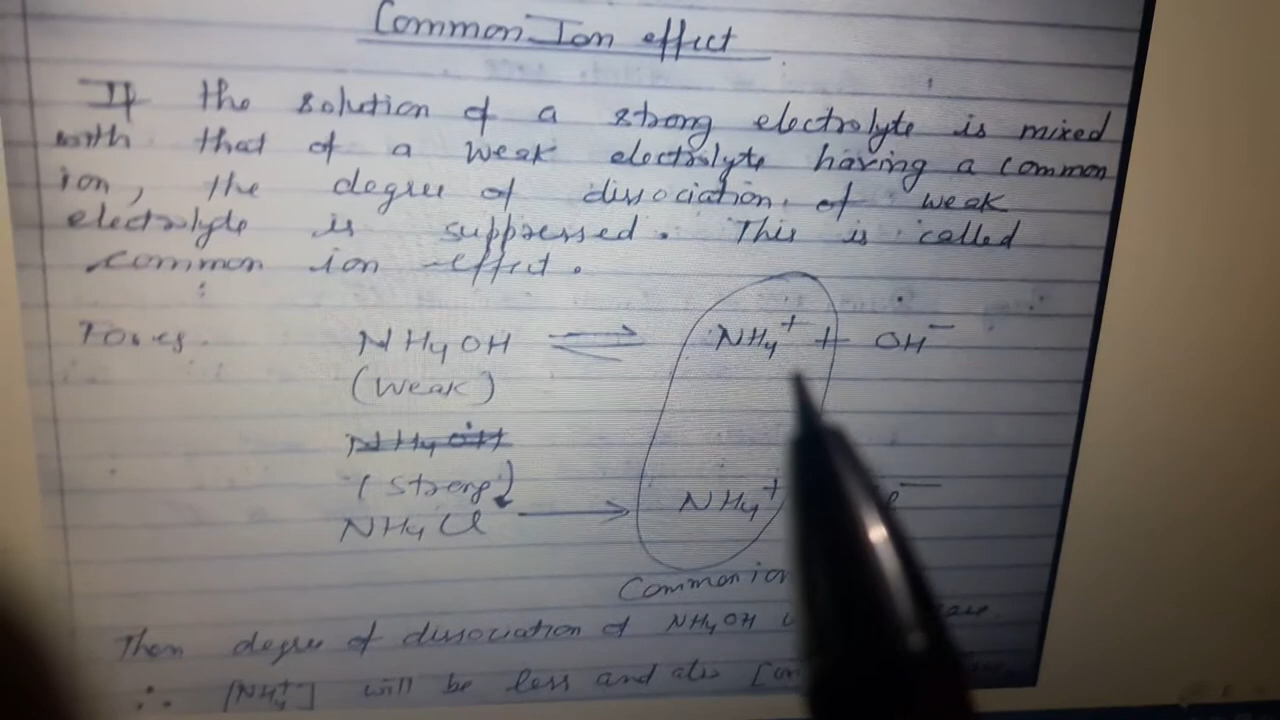 Common Ion effect
If the solution of a strong electrolyte is mixed
with that of a weak electrolyte having a common
ion, the degree of dissociation of weak
electrolyte is suppressed. This is called
common ion effect.
NH4OH ⇌ NH4+ + OH−
(Weak)
NH4OH
(Strong)
NH4Cl → NH4+ −
Common ion
Then degree of dissociation of NH4OH
∴ [NH4+] will be less and also